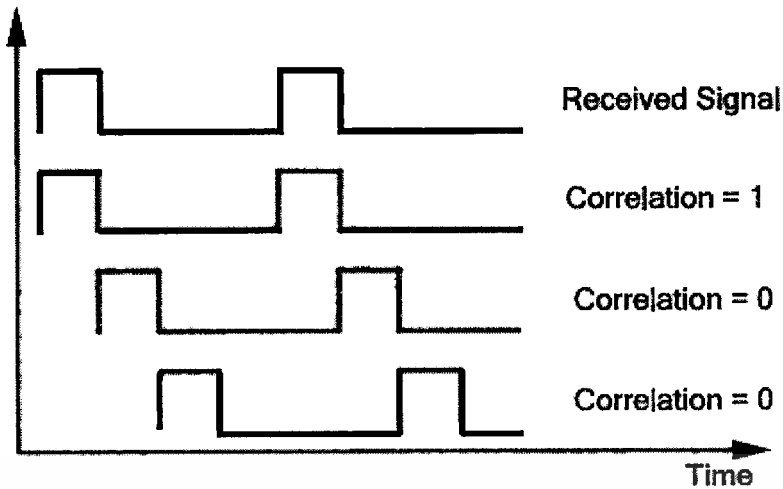 Received Signal
Correlation = 1
Correlation = 0
Correlation = 0
Time